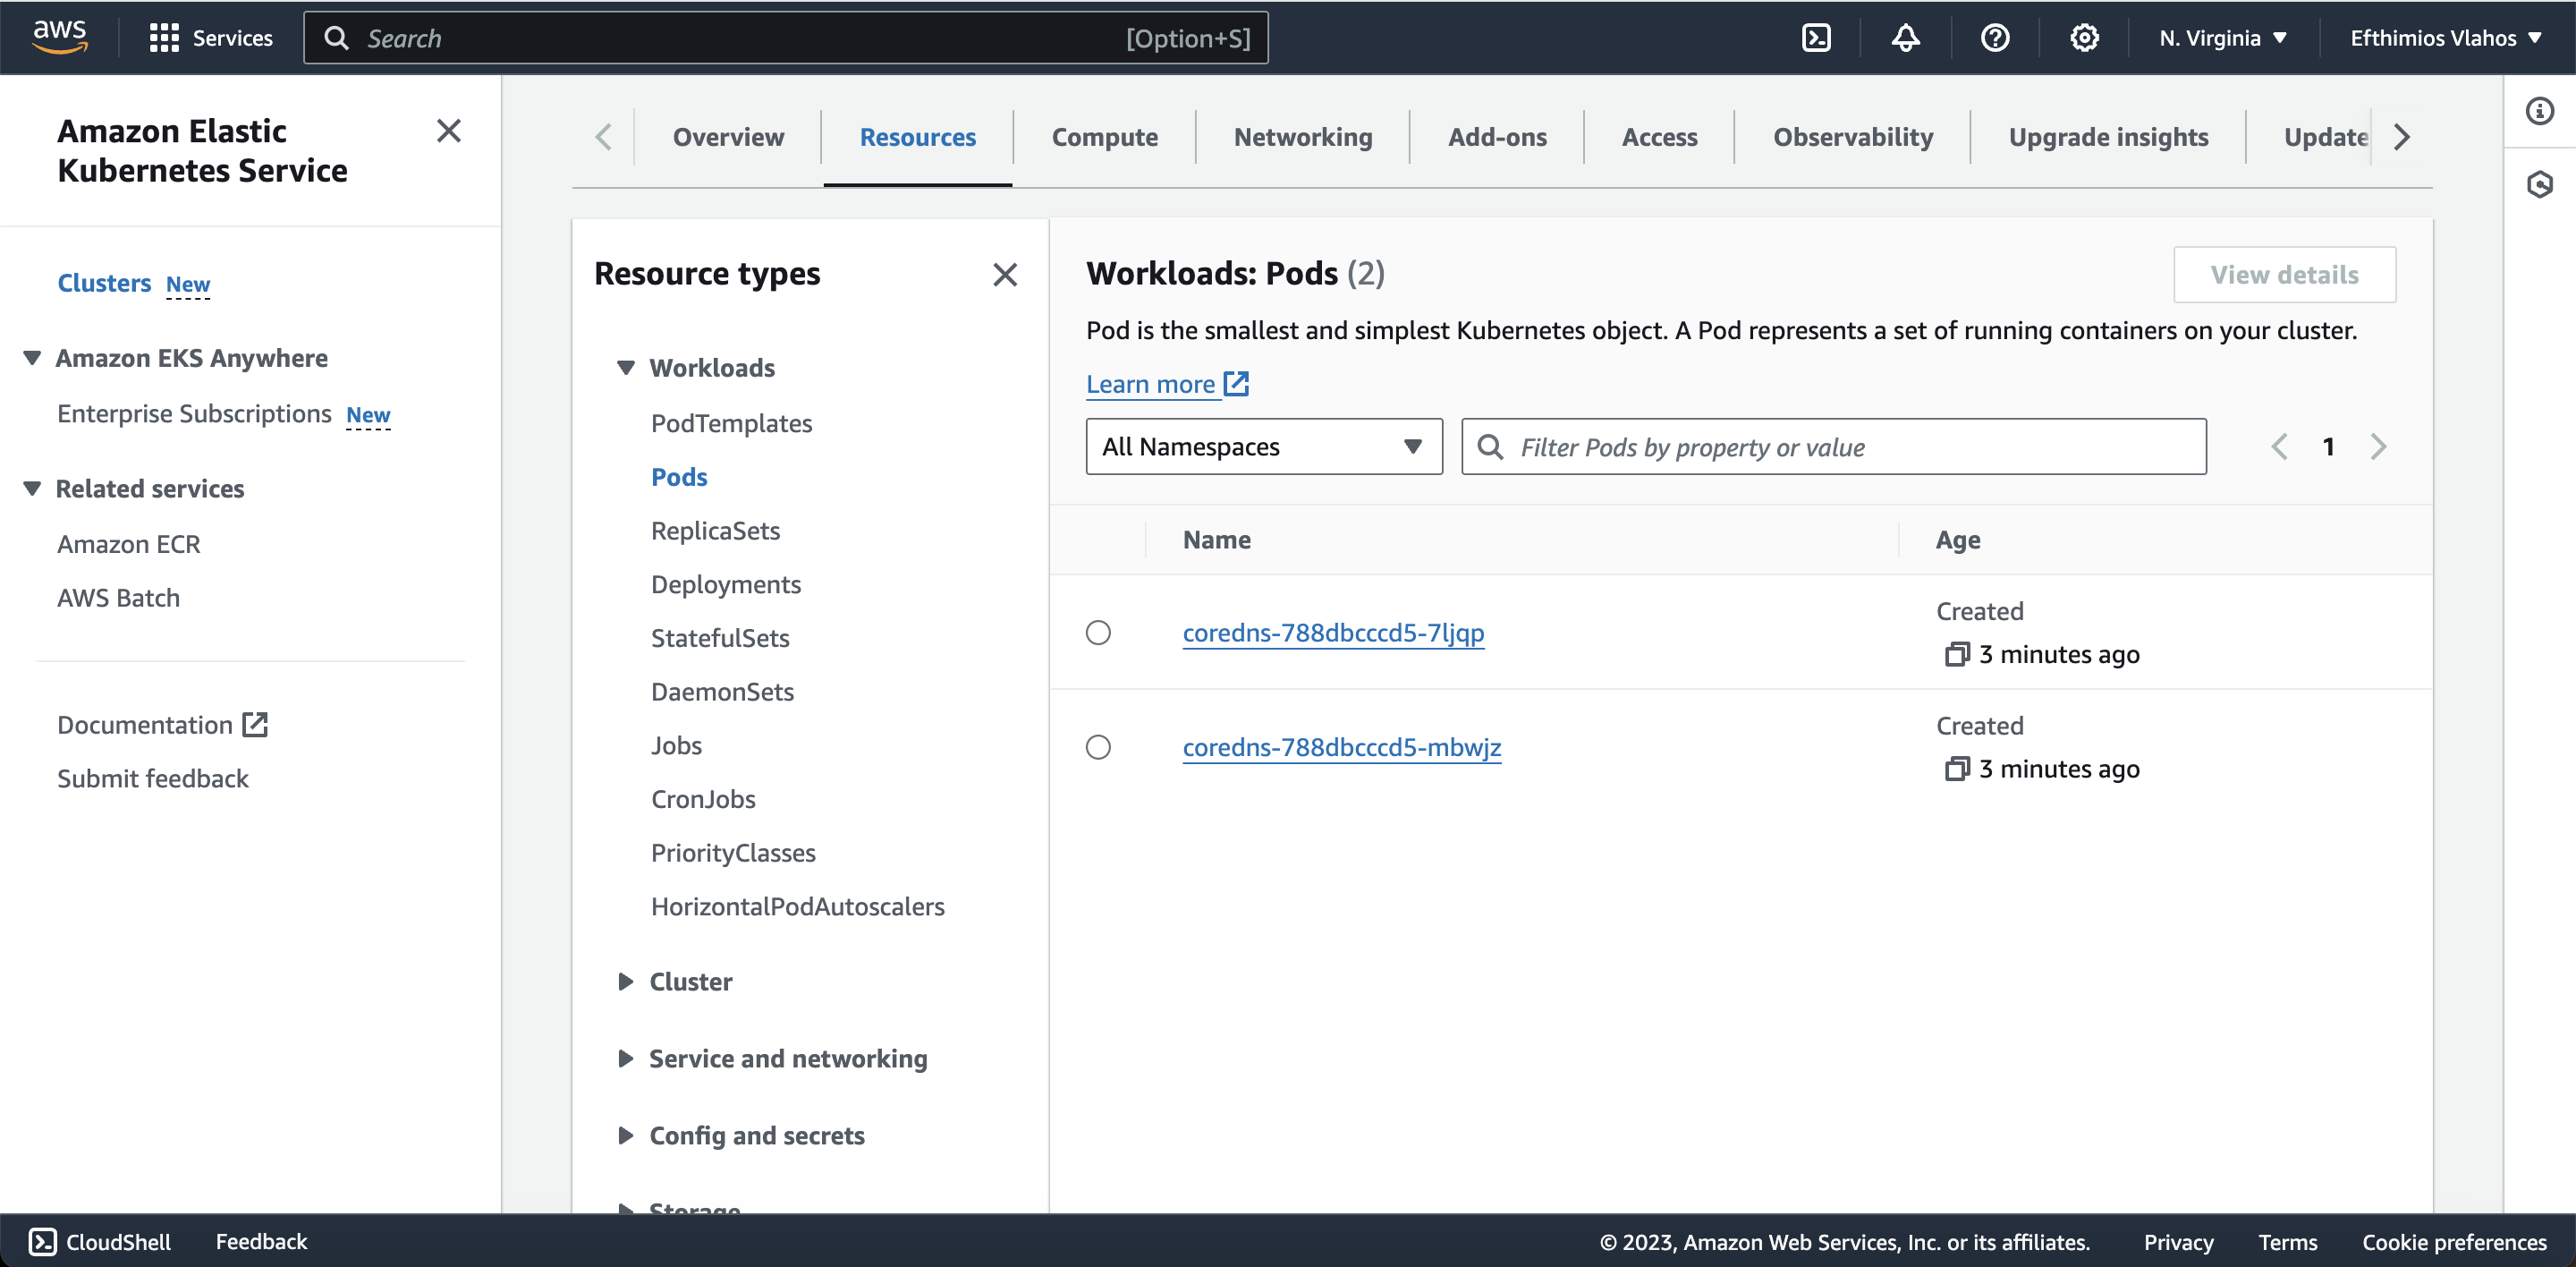 aws
Services
Search
[Option+S]
N. Virginia
Efthimios Vlahos
Amazon Elastic
Kubernetes Service
Clusters New
Amazon EKS Anywhere
Enterprise Subscriptions New
Related services
Amazon ECR
AWS Batch
Documentation
Submit feedback
Overview
Resources
Compute
Networking
Add-ons
Access
Observability
Upgrade insights
Update
Resource types
Workloads
PodTemplates
Pods
ReplicaSets
Deployments
StatefulSets
DaemonSets
Jobs
CronJobs
PriorityClasses
HorizontalPodAutoscalers
Cluster
Service and networking
Config and secrets
Storage
Workloads: Pods (2)
View details
Pod is the smallest and simplest Kubernetes object. A Pod represents a set of running containers on your cluster.
Learn more
All Namespaces
Filter Pods by property or value
1
Name
Age
coredns-788dbcccd5-7ljqp
Created
3 minutes ago
coredns-788dbcccd5-mbwjz
Created
3 minutes ago
CloudShell
Feedback
© 2023, Amazon Web Services, Inc. or its affiliates.
Privacy
Terms
Cookie preferences